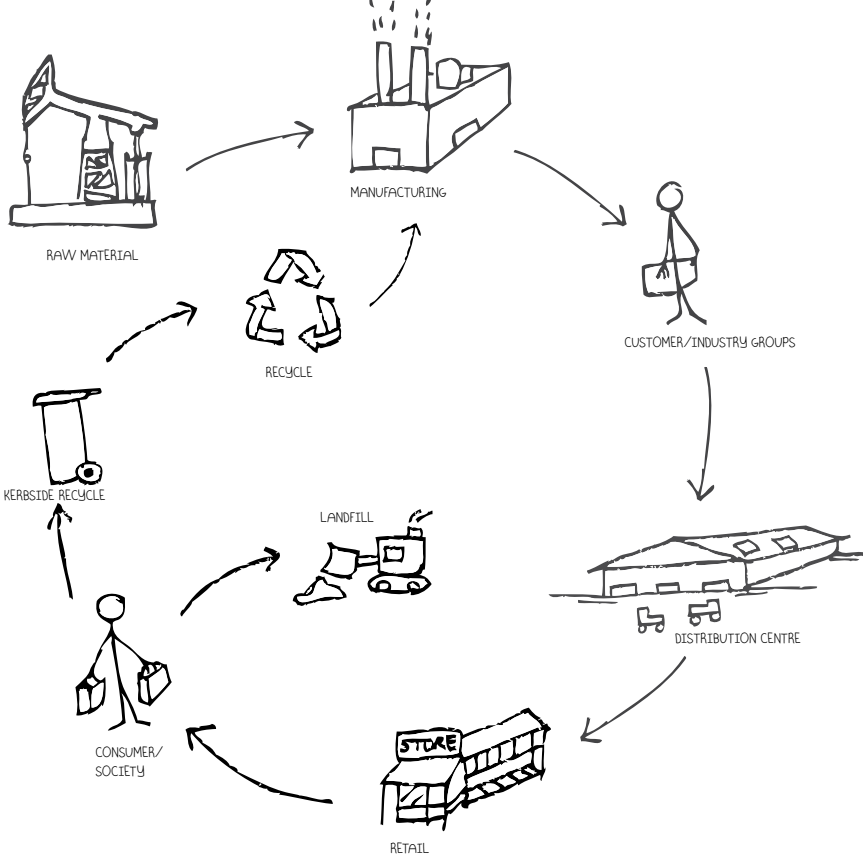 MANUFACTURING
RAW MATERIAL
CUSTOMER/INDUSTRY GROUPS
RECYCLE
KERBSIDE RECYCLE
LANDFILL
DISTRIBUTION CENTRE
STORE
CONSUMER/
SOCIETY
RETAIL